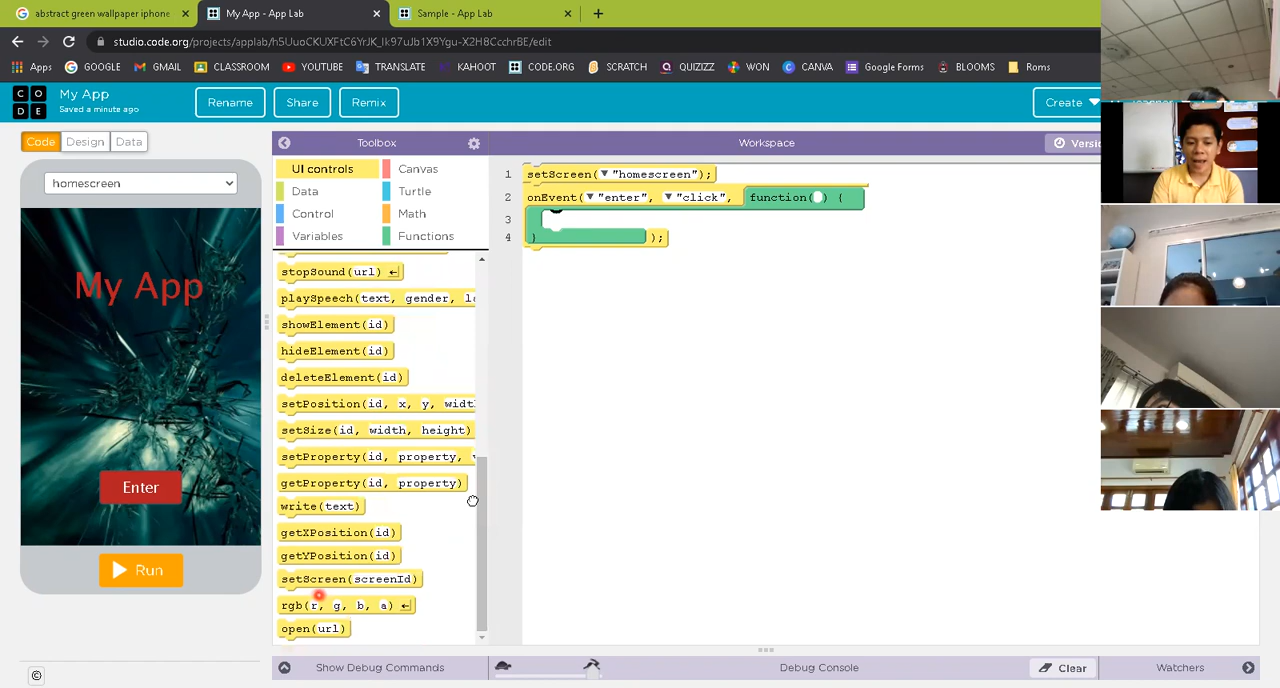 abstract green wallpaper iphone
My App - App Lab
Sample - App Lab
studio.code.org/projects/applab/h5UuoCKUXFtC6YrJK_Ik97uJb1X9Ygu-X2H8CcchrBE/edit
Apps GOOGLE GMAIL CLASSROOM YOUTUBE TRANSLATE KAHOOT CODE.ORG SCRATCH QUIZIZZ WON CANVA Google Forms BLOOMS Roms
CO
DE
My App
Saved a minute ago
Rename
Share
Remix
Create
Code Design Data
Toolbox
Workspace
Versi
homescreen
My App
Enter
Run
UI controls
Canvas
Data
Turtle
Control
Math
Variables
Functions
stopSound(url)
playSpeech(text, gender, la
showElement(id)
hideElement(id)
deleteElement(id)
setPosition(id, x, y, widt
setSize(id, width, height)
setProperty(id, property,
getProperty(id, property)
write(text)
getXPosition(id)
getYPosition(id)
setScreen(screenId)
rgb(r, g, b, a)
open(url)
1 setScreen("homescreen");
2 onEvent("enter", "click", function() {
3
4 } );
Show Debug Commands
Debug Console
Clear
Watchers